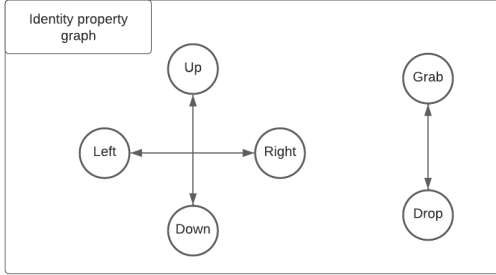 Identity property
graph
Up
Grab
Left
Right
Drop
Down